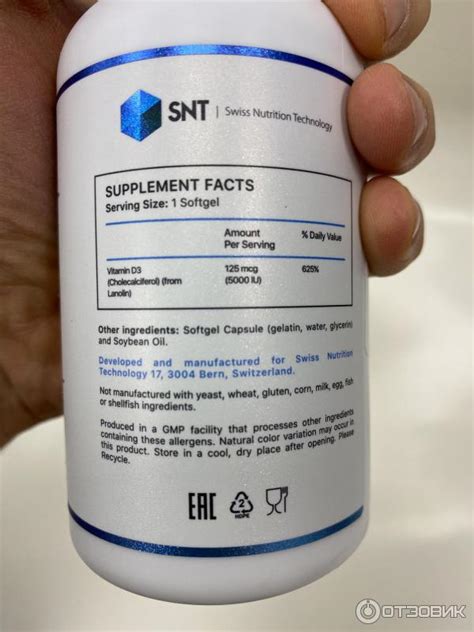 SNT | Swiss Nutrition Technology
SUPPLEMENT FACTS
Serving Size: 1 Softgel
Amount Per Serving
% Daily Value
Vitamin D3 (Cholecalciferol) (from Lanolin)
125 mcg (5000 IU)
625%
Other ingredients: Softgel Capsule (gelatin, water, glycerin)
and Soybean Oil.
Developed and manufactured for Swiss Nutrition
Technology 17, 3004 Bern, Switzerland.
Not manufactured with yeast, wheat, gluten, corn, milk, egg, fish
or shellfish ingredients.
Produced in a GMP facility that processes other ingredients
containing these allergens. Natural color variation may occur in
this product. Store in a cool, dry place after opening. Please
Recycle.
EAC
2
HDPE
ОТЗОВИК